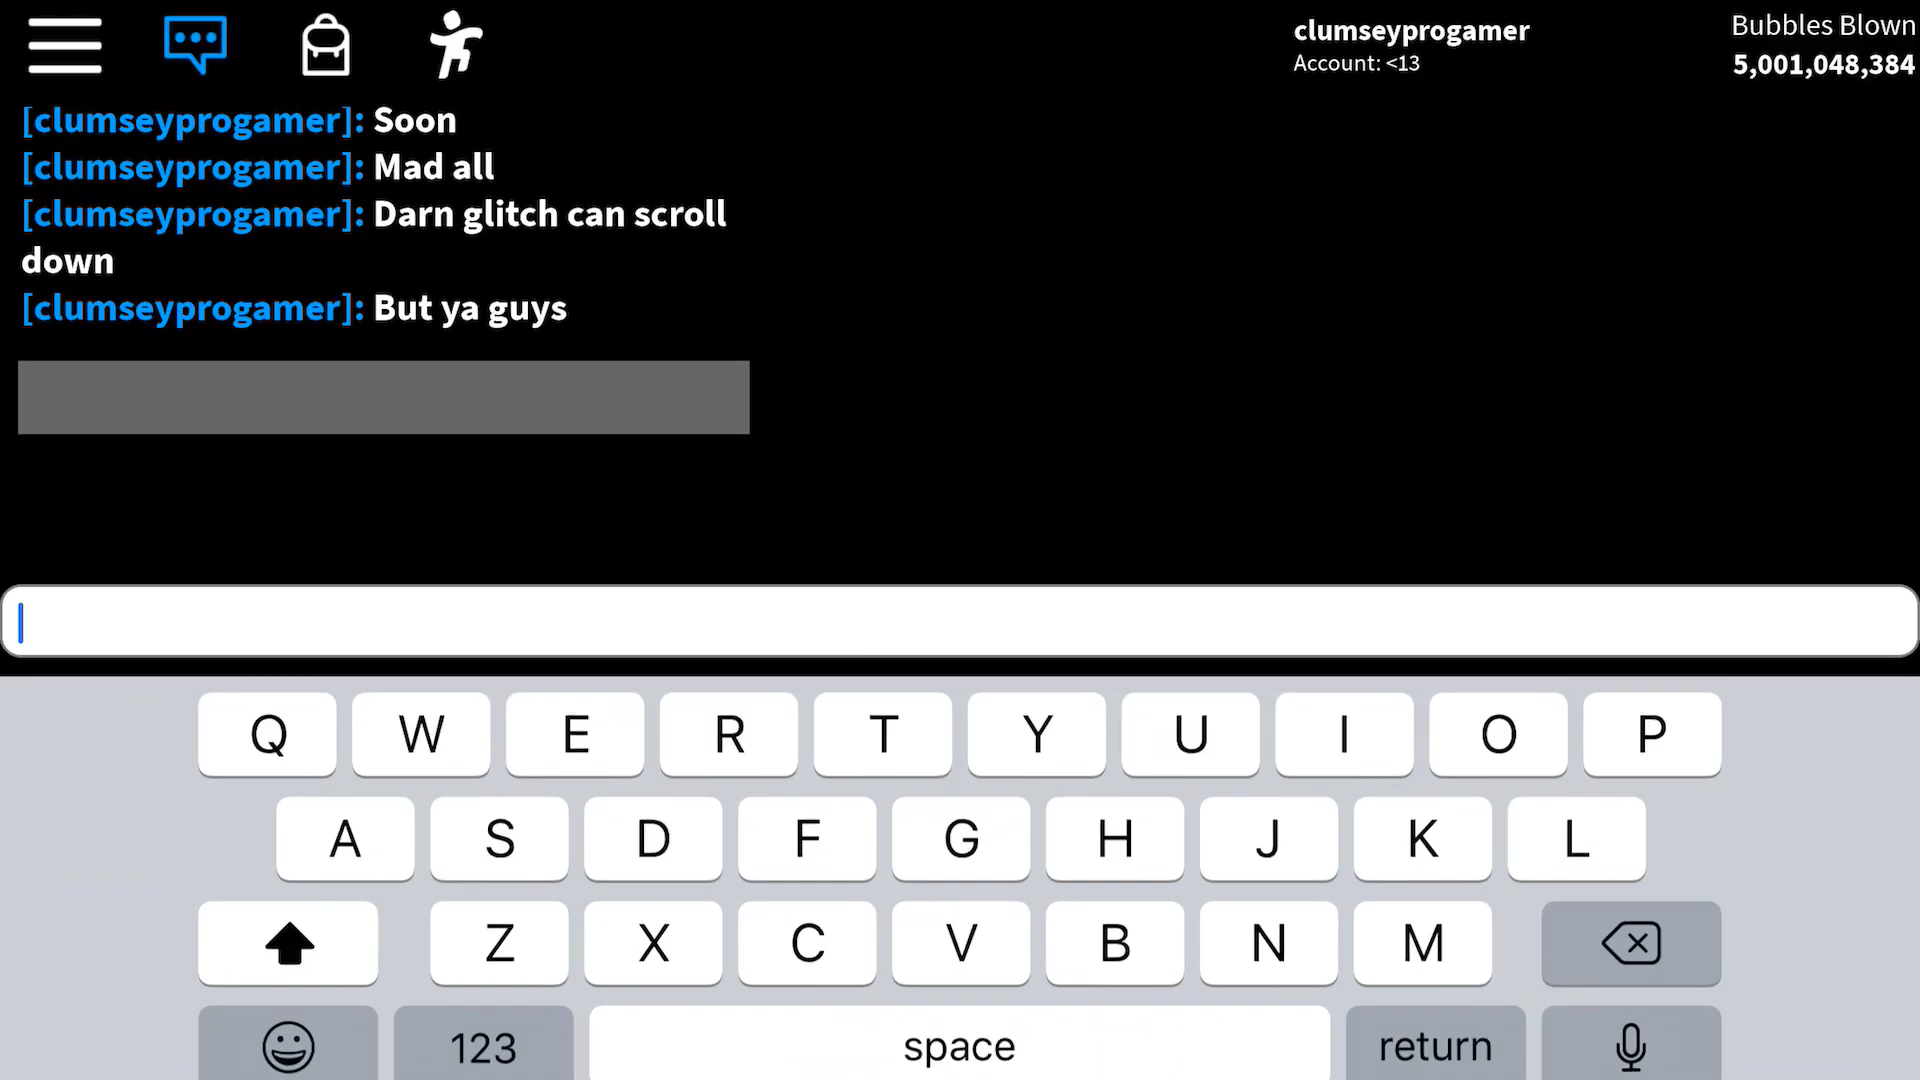 clumseyprogamer
Account: <13
Bubbles Blown
5,001,048,384
[clumseyprogamer]: Soon
[clumseyprogamer]: Mad all
[clumseyprogamer]: Darn glitch can scroll
down
[clumseyprogamer]: But ya guys
Q W E R T Y U I O P
A S D F G H J K L
Z X C V B N M
123 space return